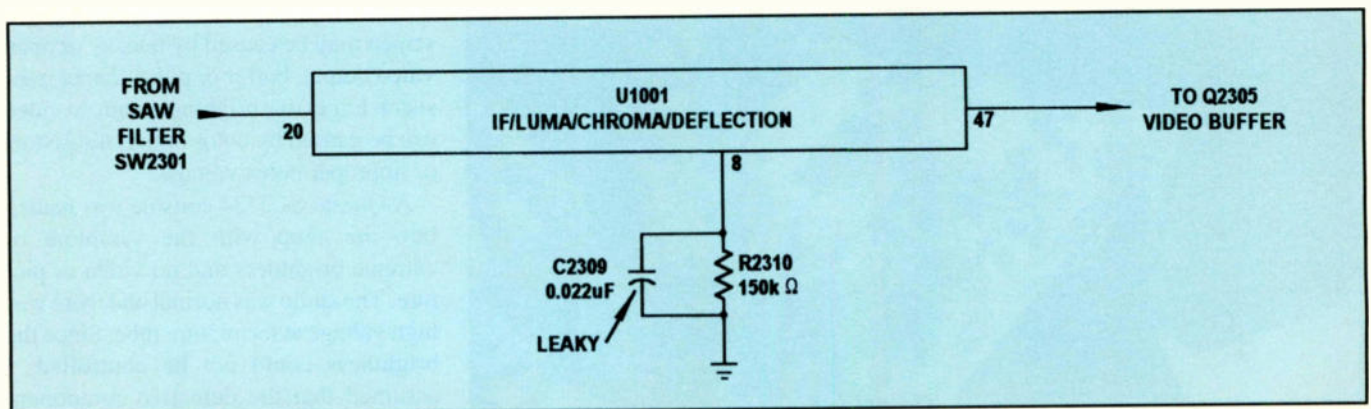 FROM
SAW
FILTER
SW2301
20
U1001
IF/LUMA/CHROMA/DEFLECTION
47
TO Q2305
VIDEO BUFFER
8
C2309
0.022uF
R2310
150k Ω
LEAKY